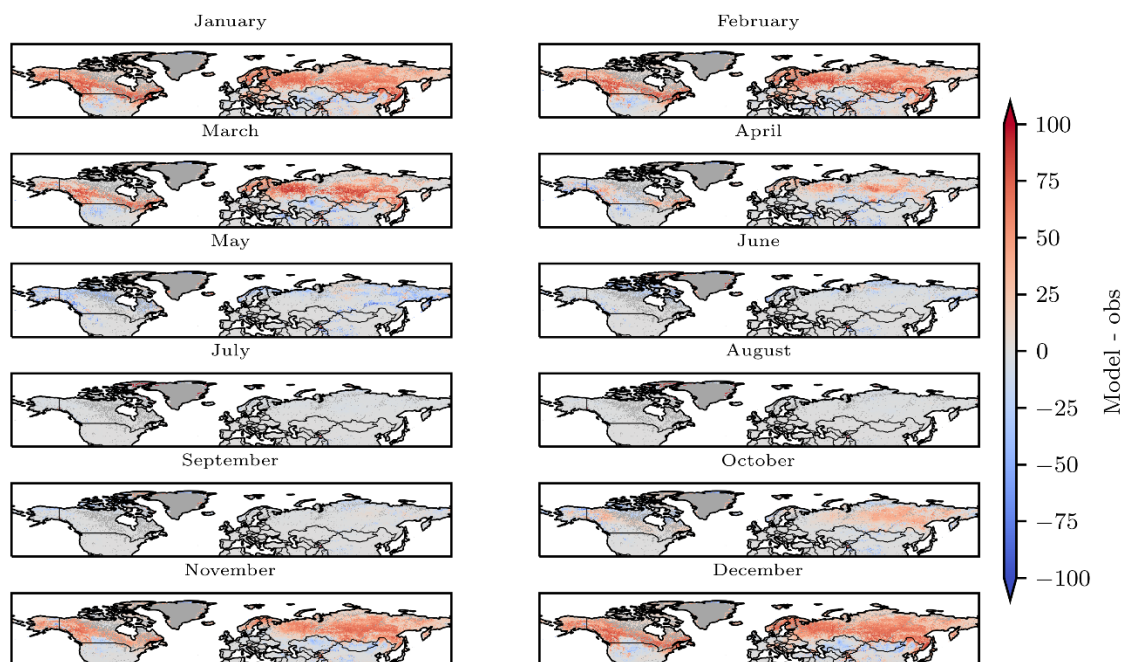 January
February
March
April
May
June
July
August
September
October
November
December
100
75
50
25
0
−25
−50
−75
−100
Model - obs